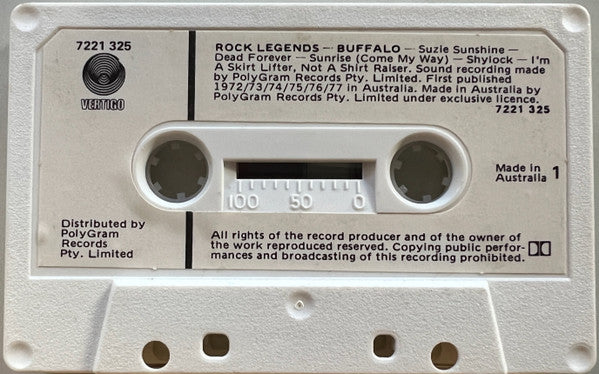 7221 325
VERTIGO
ROCK LEGENDS — BUFFALO — Suzie Sunshine —
Dead Forever — Sunrise (Come My Way) — Shylock — I'm
A Skirt Lifter, Not A Shirt Raiser. Sound recording made
by PolyGram Records Pty. Limited. First published
1972/73/74/75/76/77 in Australia. Made in Australia by
PolyGram Records Pty. Limited under exclusive licence.
7221 325
100 50 0
Made in
Australia 1
Distributed by
PolyGram
Records
Pty. Limited
All rights of the record producer and of the owner of
the work reproduced reserved. Copying public perfor-
mances and broadcasting of this recording prohibited.